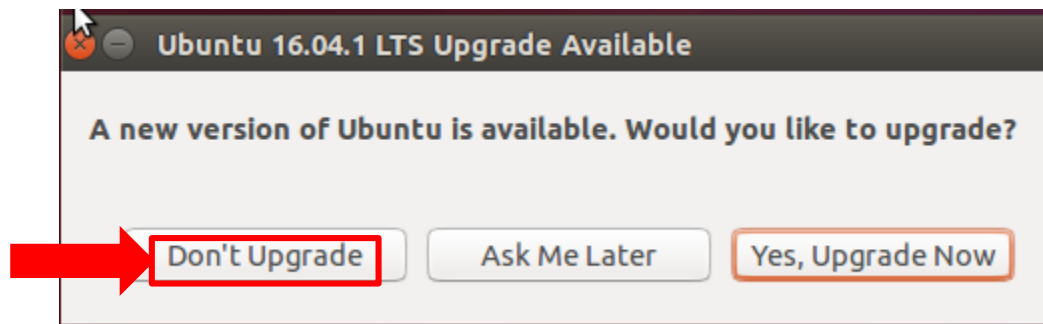 Ubuntu 16.04.1 LTS Upgrade Available
A new version of Ubuntu is available. Would you like to upgrade?
Don't Upgrade Ask Me Later Yes, Upgrade Now